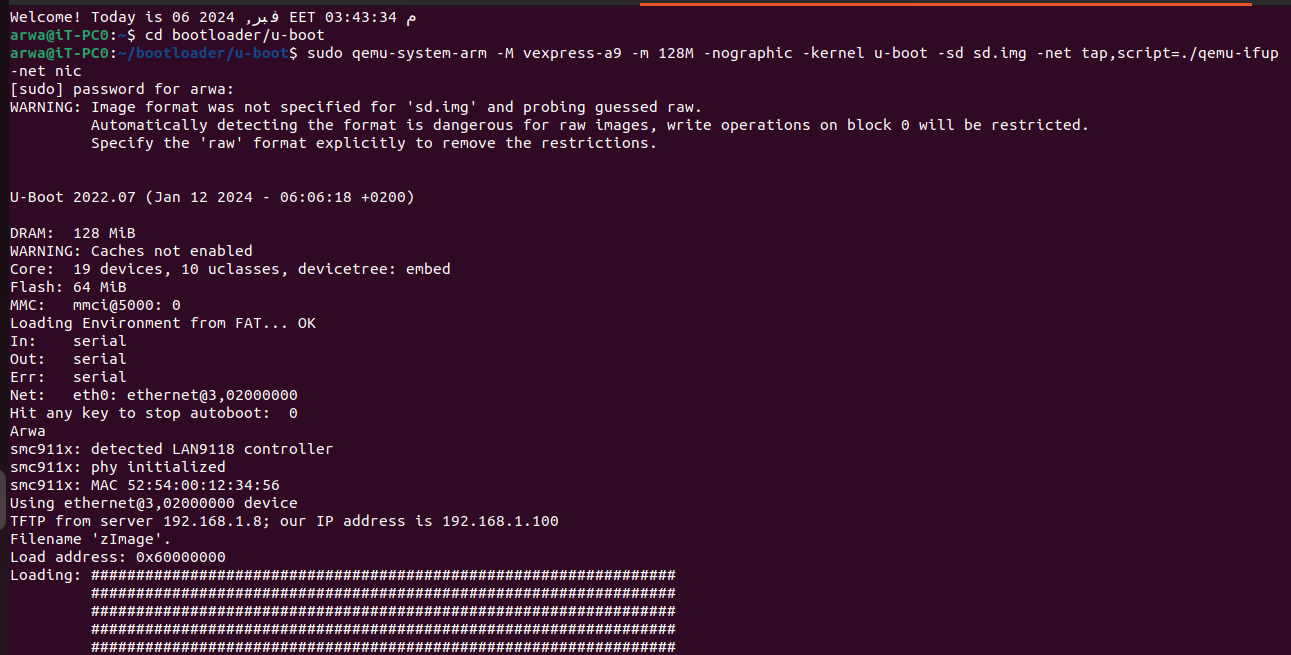 Welcome! Today is 06 2024 ,فبر EET 03:43:34 م
arwa@iT-PC0:~$ cd bootloader/u-boot
arwa@iT-PC0:~/bootloader/u-boot$ sudo qemu-system-arm -M vexpress-a9 -m 128M -nographic -kernel u-boot -sd sd.img -net tap,script=./qemu-ifup
-net nic
[sudo] password for arwa:
WARNING: Image format was not specified for 'sd.img' and probing guessed raw.
         Automatically detecting the format is dangerous for raw images, write operations on block 0 will be restricted.
         Specify the 'raw' format explicitly to remove the restrictions.
U-Boot 2022.07 (Jan 12 2024 - 06:06:18 +0200)
DRAM:  128 MiB
WARNING: Caches not enabled
Core:  19 devices, 10 uclasses, devicetree: embed
Flash: 64 MiB
MMC:   mmci@5000: 0
Loading Environment from FAT... OK
In:    serial
Out:   serial
Err:   serial
Net:   eth0: ethernet@3,02000000
Hit any key to stop autoboot:  0
Arwa
smc911x: detected LAN9118 controller
smc911x: phy initialized
smc911x: MAC 52:54:00:12:34:56
Using ethernet@3,02000000 device
TFTP from server 192.168.1.8; our IP address is 192.168.1.100
Filename 'zImage'.
Load address: 0x60000000
Loading: #################################################################
         #################################################################
         #################################################################
         #################################################################
         #################################################################